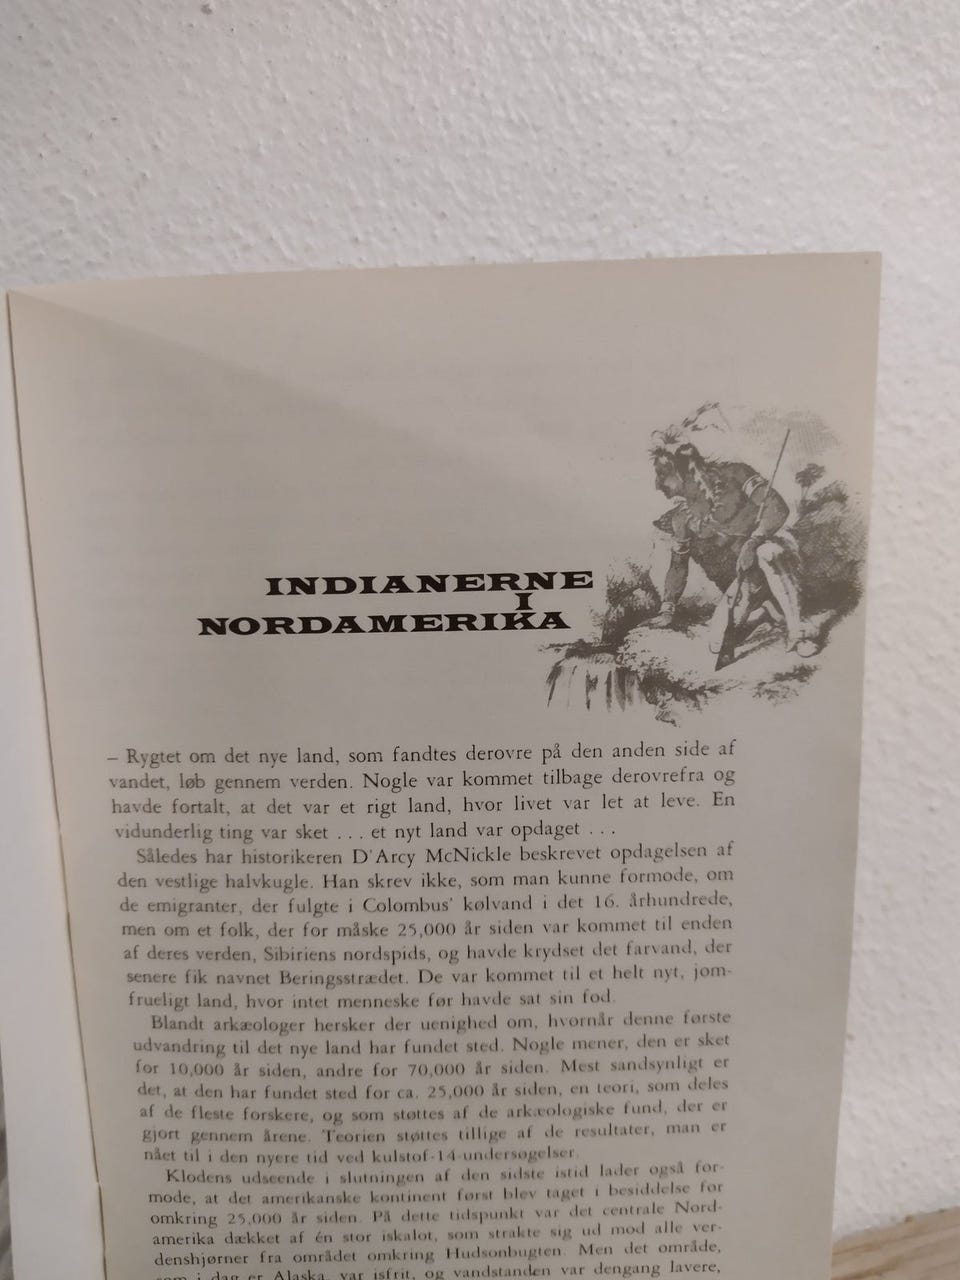 INDIANERNE
I
NORDAMERIKA
– Rygtet om det nye land, som fandtes derovre på den anden side af
vandet, løb gennem verden. Nogle var kommet tilbage derovrefra og
havde fortalt, at det var et rigt land, hvor livet var let at leve. En
vidunderlig ting var sket . . . et nyt land var opdaget . . .
Således har historikeren D'Arcy McNickle beskrevet opdagelsen af
den vestlige halvkugle. Han skrev ikke, som man kunne formode, om
de emigranter, der fulgte i Colombus' kølvand i det 16. århundrede,
men om et folk, der for måske 25,000 år siden var kommet til enden
af deres verden, Sibiriens nordspids, og havde krydset det farvand, der
senere fik navnet Beringsstrædet. De var kommet til et helt nyt, jom-
frueligt land, hvor intet menneske før havde sat sin fod.
Blandt arkæologer hersker der uenighed om, hvornår denne første
udvandring til det nye land har fundet sted. Nogle mener, den er sket
for 10,000 år siden, andre for 70,000 år siden. Mest sandsynligt er
det, at den har fundet sted for ca. 25,000 år siden, en teori, som deles
af de fleste forskere, og som støttes af de arkæologiske fund, der er
gjort gennem årene. Teorien støttes tillige af de resultater, man er
nået til i den nyere tid ved kulstof-14-undersøgelser.
Klodens udseende i slutningen af den sidste istid lader også for-
mode, at det amerikanske kontinent først blev taget i besiddelse for
omkring 25,000 år siden. På dette tidspunkt var det centrale Nord-
amerika dækket af én stor iskalot, som strakte sig ud mod alle ver-
denshjørner fra området omkring Hudsonbugten. Men det område,
som i dag er Alaska, var isfrit, og vandstanden var dengang lavere,